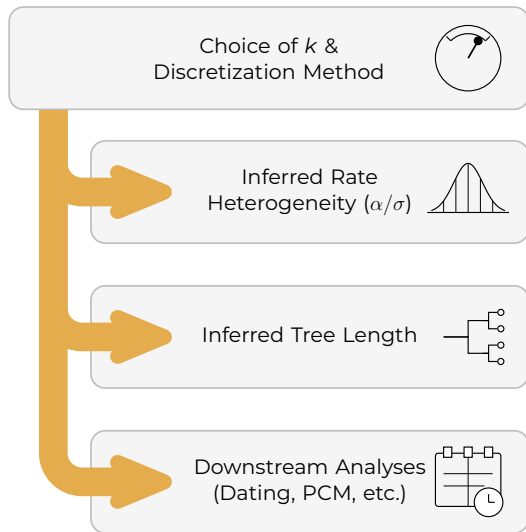 Choice of k &
Discretization Method
Inferred Rate
Heterogeneity (α/σ)
Inferred Tree Length
Downstream Analyses
(Dating, PCM, etc.)